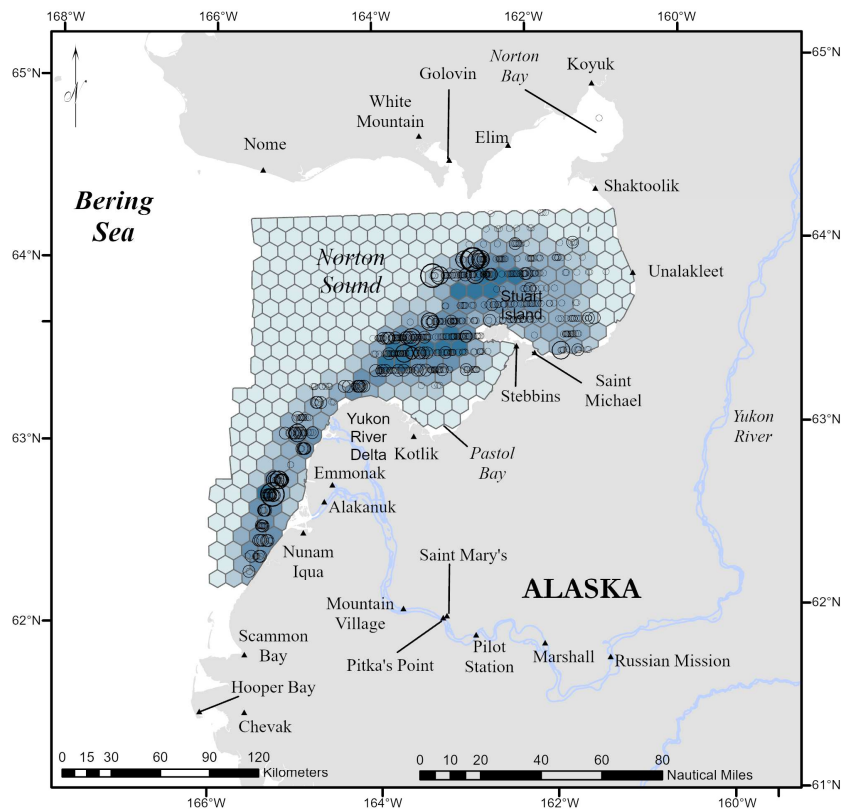 168°W
166°W
164°W
162°W
160°W
65°N
65°N
Norton
Bay
Koyuk
Golovin
White
Mountain
Elim
Nome
Shaktoolik
Bering
Sea
64°N
64°N
Norton
Sound
Unalakleet
Stuart
Island
Saint
Michael
Stebbins
Yukon
River
63°N
63°N
Yukon
River
Delta
Kotlik
Pastol
Bay
Emmonak
Alakanuk
Nunam
Iqua
Saint Mary's
ALASKA
62°N
62°N
Mountain
Village
Scammon
Bay
Pitka's Point
Pilot
Station
Marshall
Russian Mission
Hooper Bay
Chevak
0 15 30 60 90 120
Kilometers
0 10 20 40 60 80
Nautical Miles
61°N
166°W
164°W
162°W
160°W
N